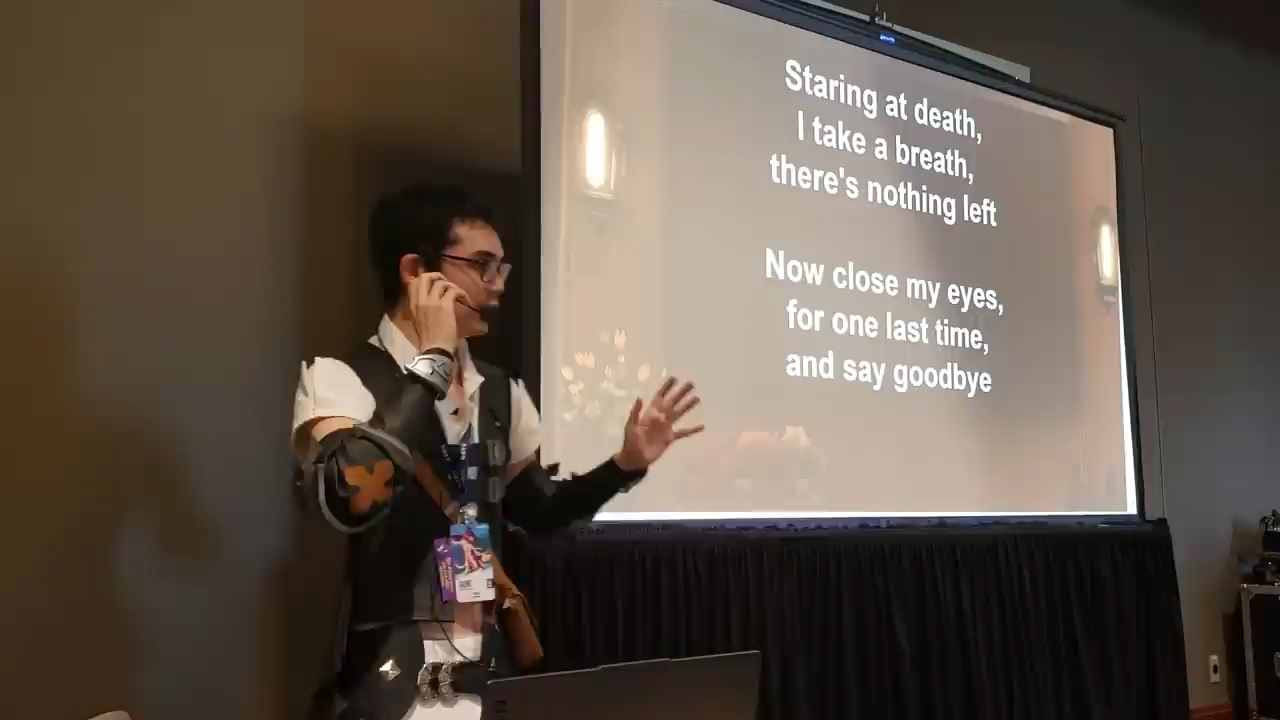 Staring at death,
I take a breath,
there's nothing left
Now close my eyes,
for one last time,
and say goodbye